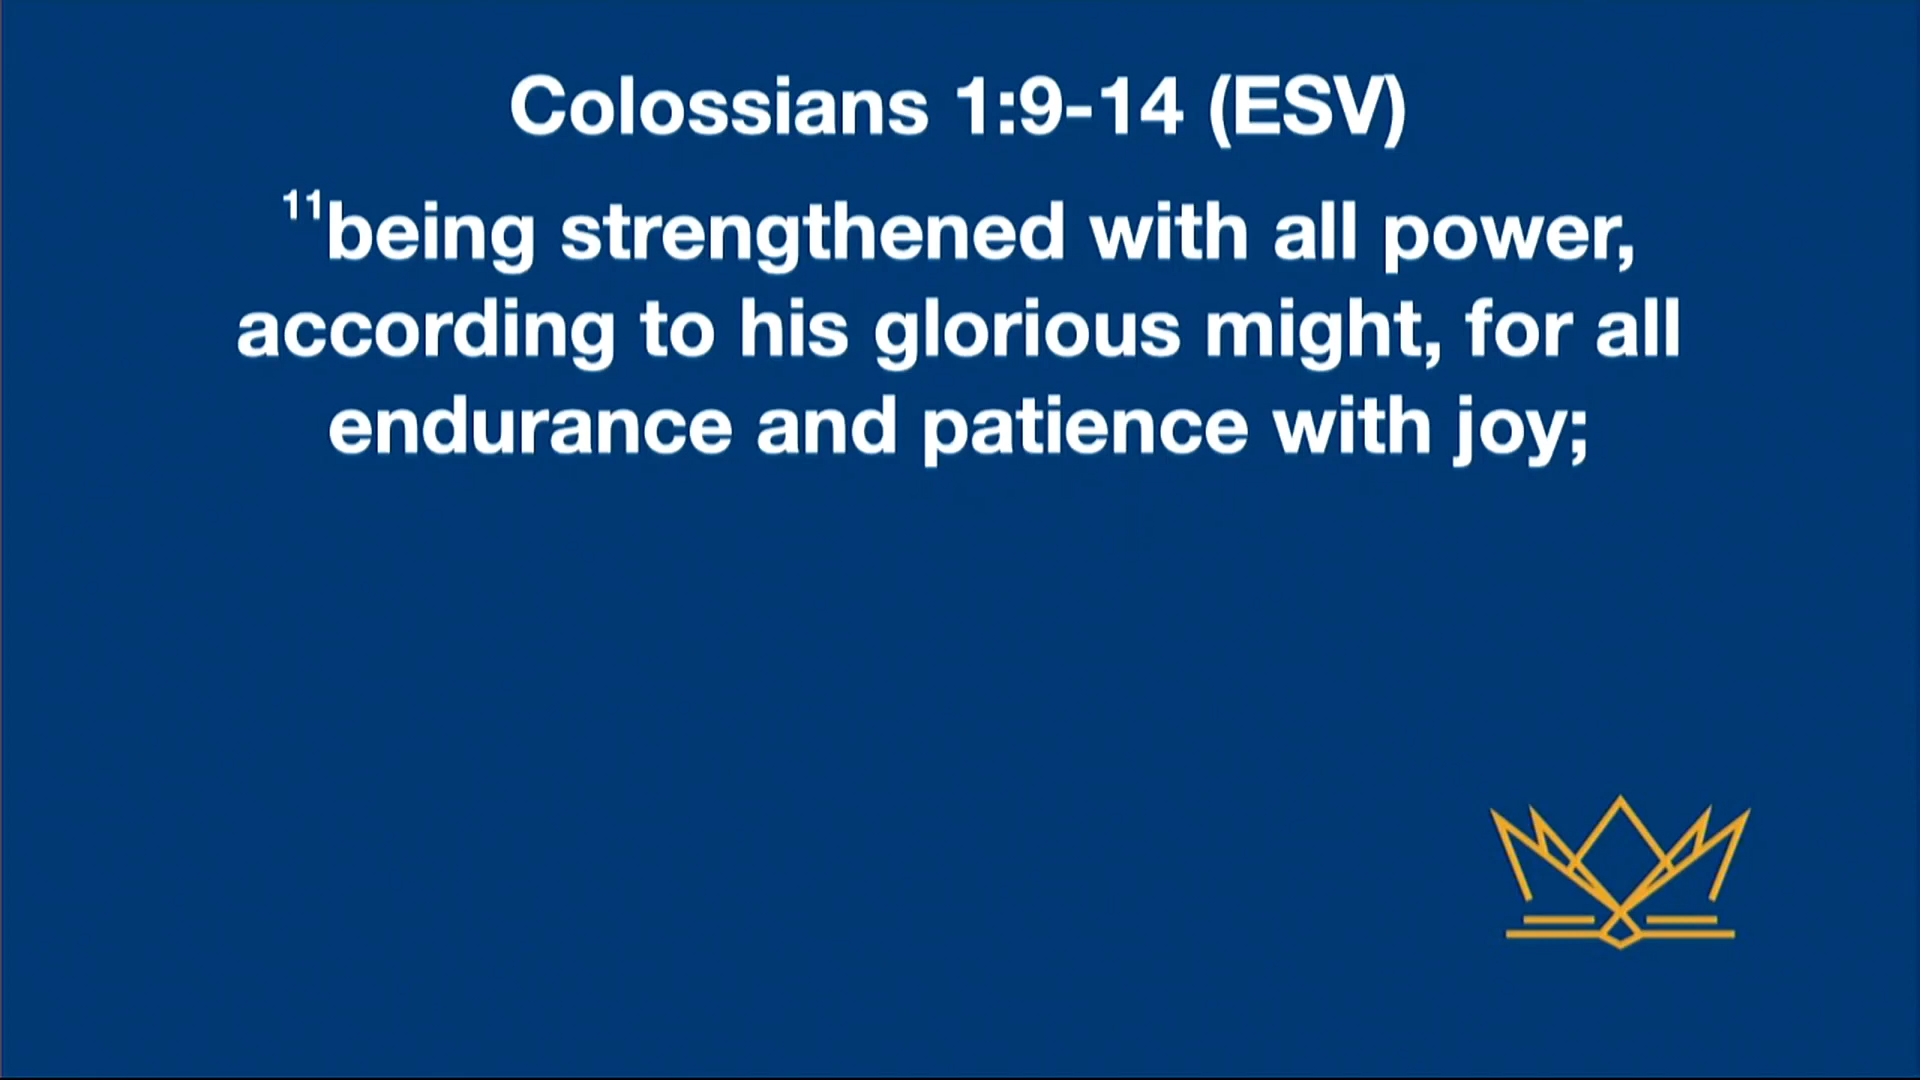 Colossians 1:9-14 (ESV)
¹¹being strengthened with all power,
according to his glorious might, for all
endurance and patience with joy;